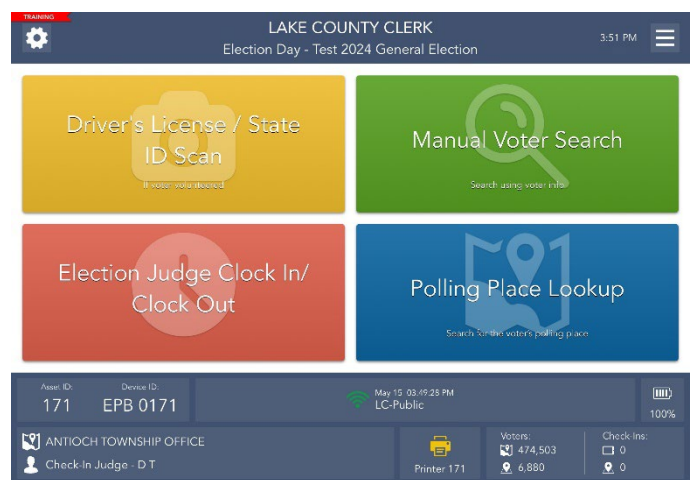 TRAINING
LAKE COUNTY CLERK
Election Day - Test 2024 General Election
3:51 PM
Driver's License / State
ID Scan
If voter volunteered
Manual Voter Search
Search using voter info
Election Judge Clock In/
Clock Out
Polling Place Lookup
Search for the voter's polling place
Asset ID:
171
Device ID:
EPB 0171
May 15 03:49:28 PM
LC-Public
100%
ANTIOCH TOWNSHIP OFFICE
Check-In Judge - D T
Printer 171
Voters:
474,503
6,880
Check-Ins:
0
0